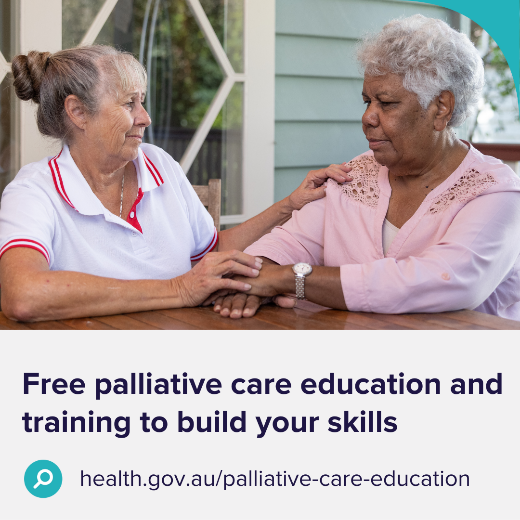 Free palliative care education and
training to build your skills
health.gov.au/palliative-care-education